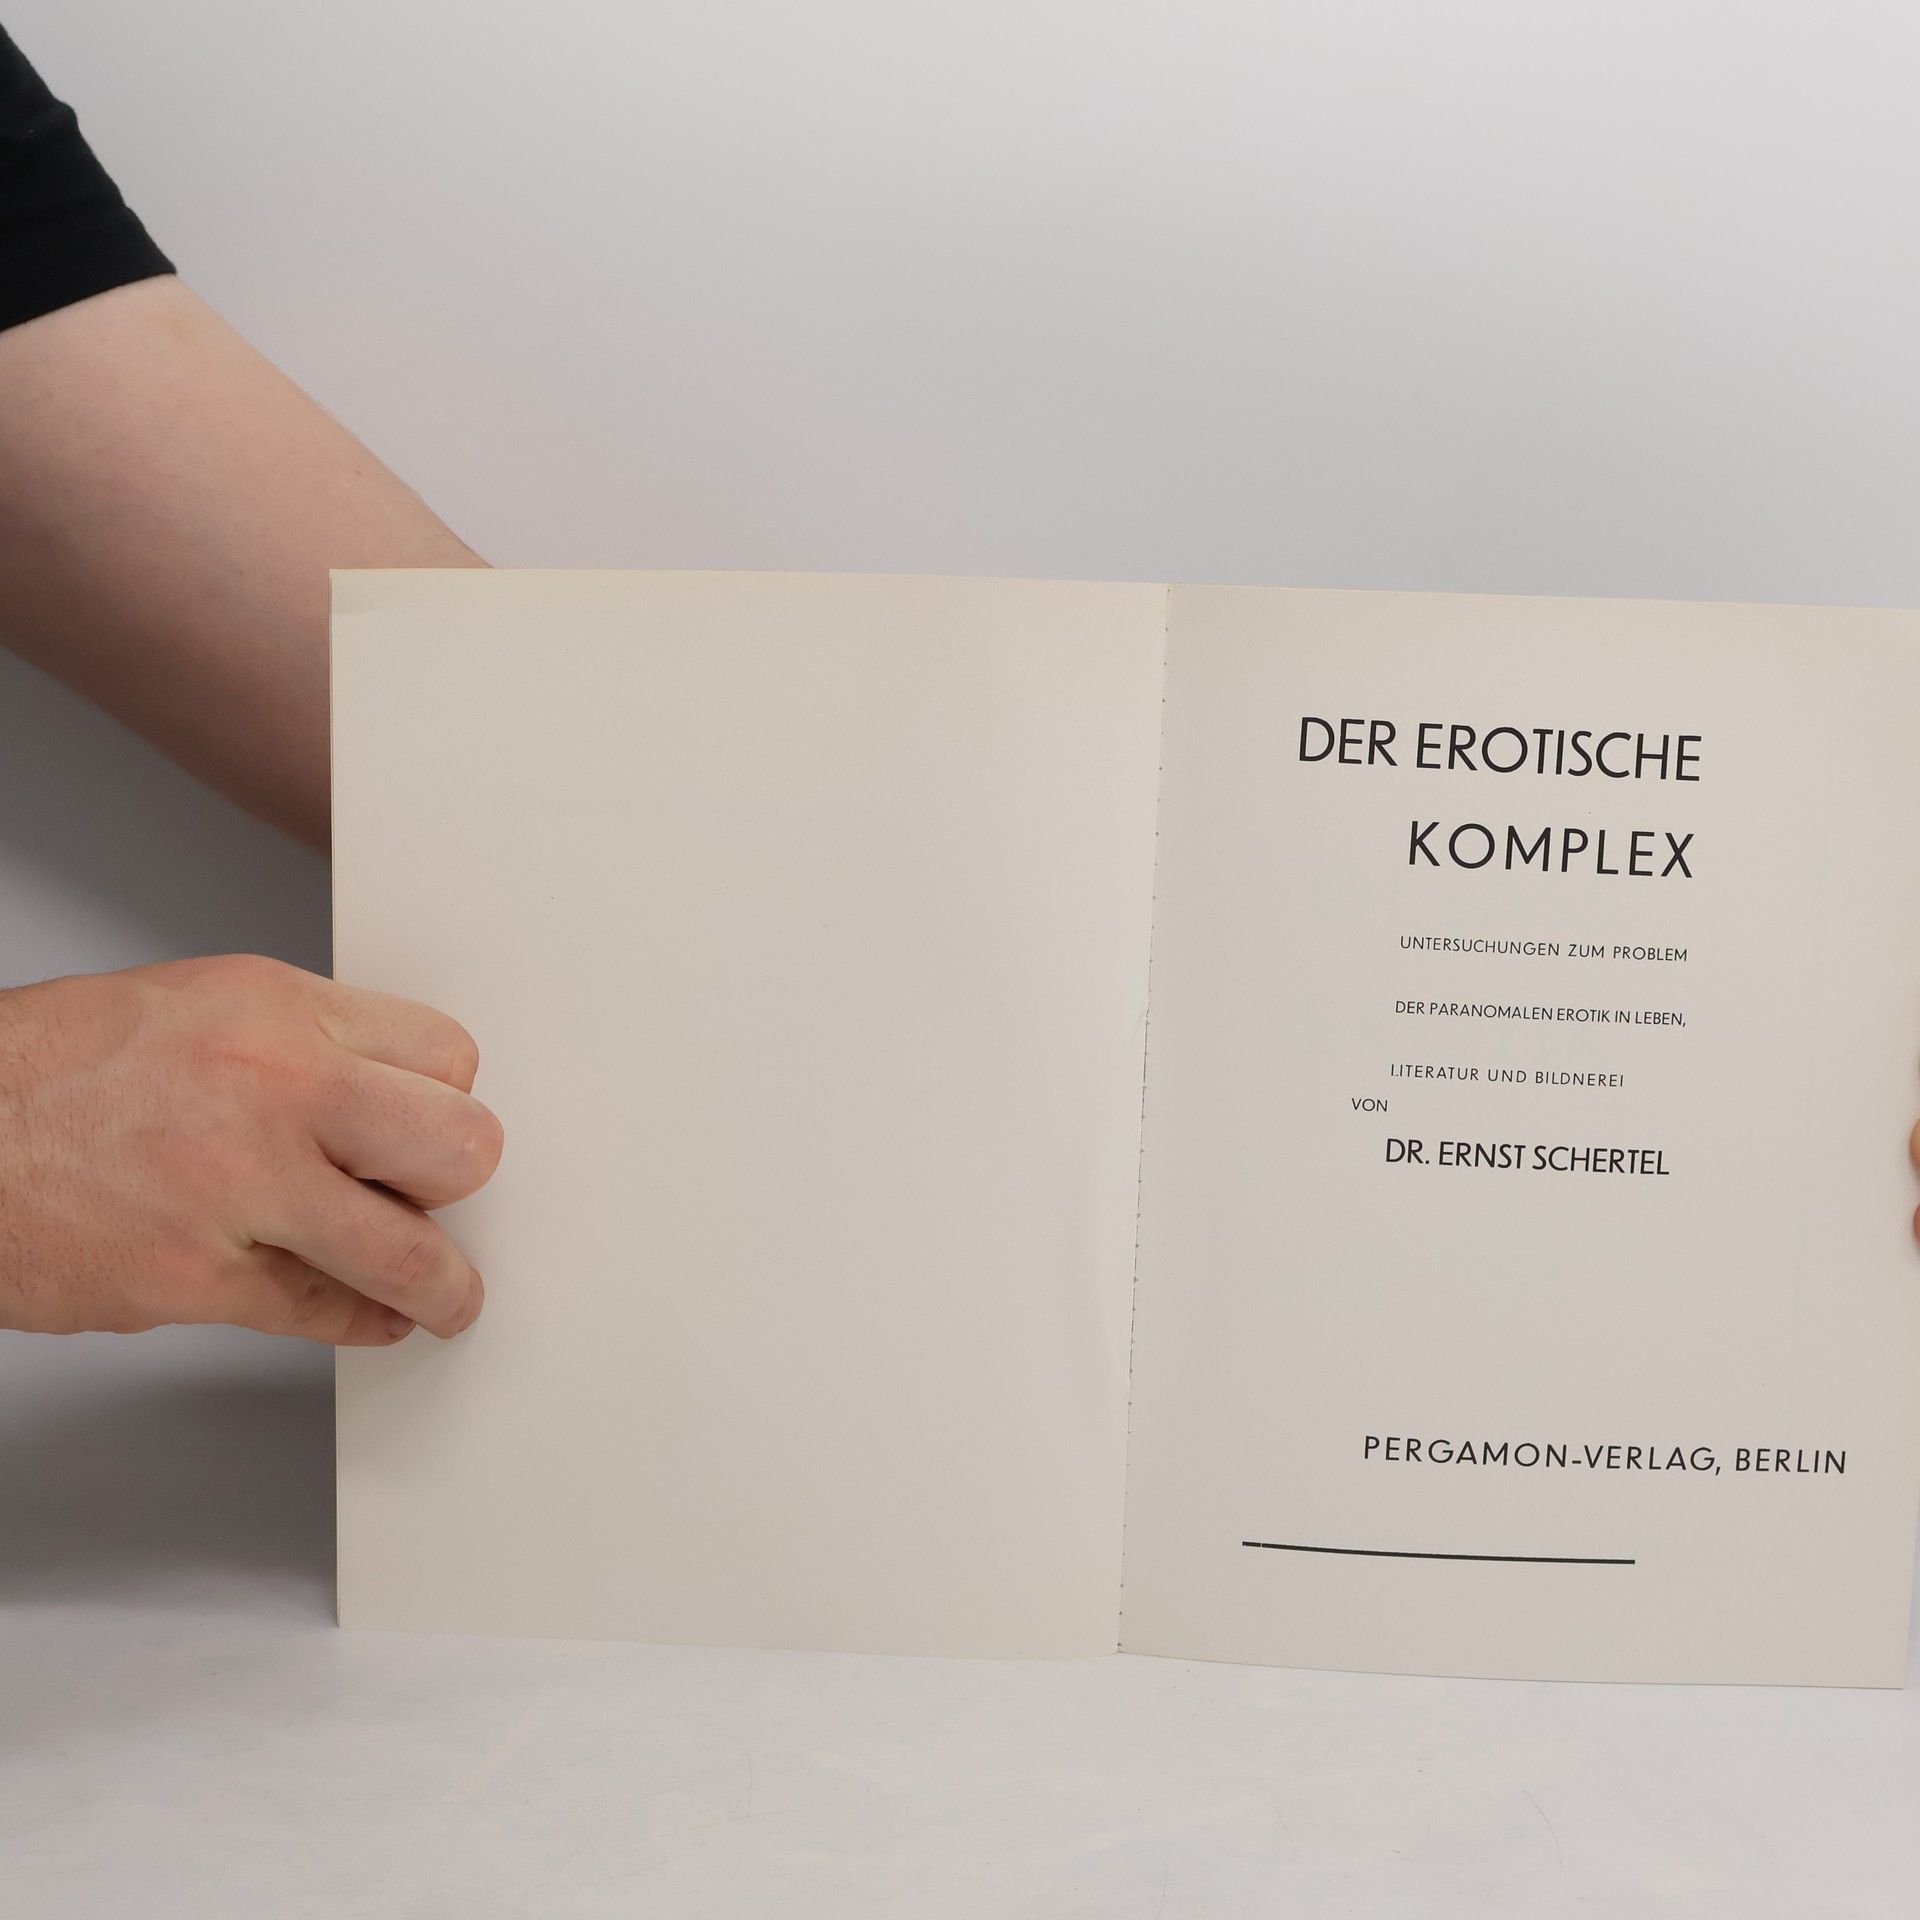 DER EROTISCHE
KOMPLEX
UNTERSUCHUNGEN ZUM PROBLEM
DER PARANOMALEN EROTIK IN LEBEN,
LITERATUR UND BILDNEREI
VON
DR. ERNST SCHERTEL
PERGAMON-VERLAG, BERLIN